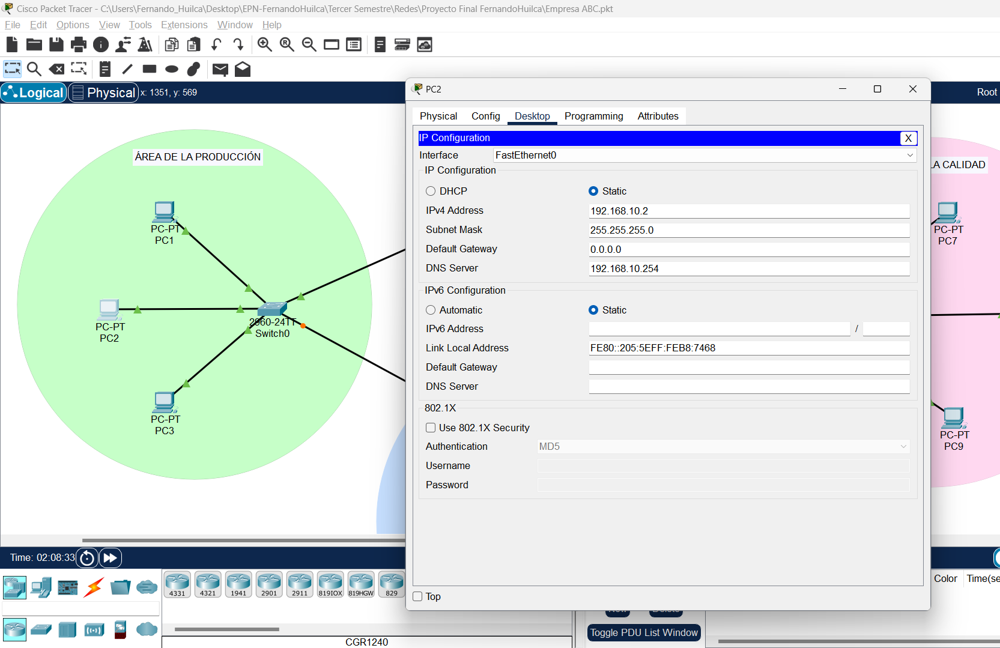 Cisco Packet Tracer - C:\Users\Fernando_Huilca\Desktop\EPN-FernandoHuilca\Tercer Semestre\Redes\Proyecto Final FernandoHuilca\Empresa ABC.pkt
File Edit Options View Tools Extensions Window Help
Logical Physical x: 1351, y: 569
Root
ÁREA DE LA PRODUCCIÓN
PC-PT
PC1
PC-PT
PC2
2960-24TT
Switch0
PC-PT
PC3
PC2
Physical Config Desktop Programming Attributes
IP Configuration X
Interface FastEthernet0
IP Configuration
DHCP Static
IPv4 Address 192.168.10.2
Subnet Mask 255.255.255.0
Default Gateway 0.0.0.0
DNS Server 192.168.10.254
IPv6 Configuration
Automatic Static
IPv6 Address /
Link Local Address FE80::205:5EFF:FEB8:7468
Default Gateway
DNS Server
802.1X
Use 802.1X Security
Authentication MD5
Username
Password
Top
LA CALIDAD
PC-PT
PC7
PC-PT
PC9
Time: 02:08:33
4331 4321 1941 2901 2911 819IOX 819HGW 829
CGR1240
New Delete
Toggle PDU List Window
Color Time(se